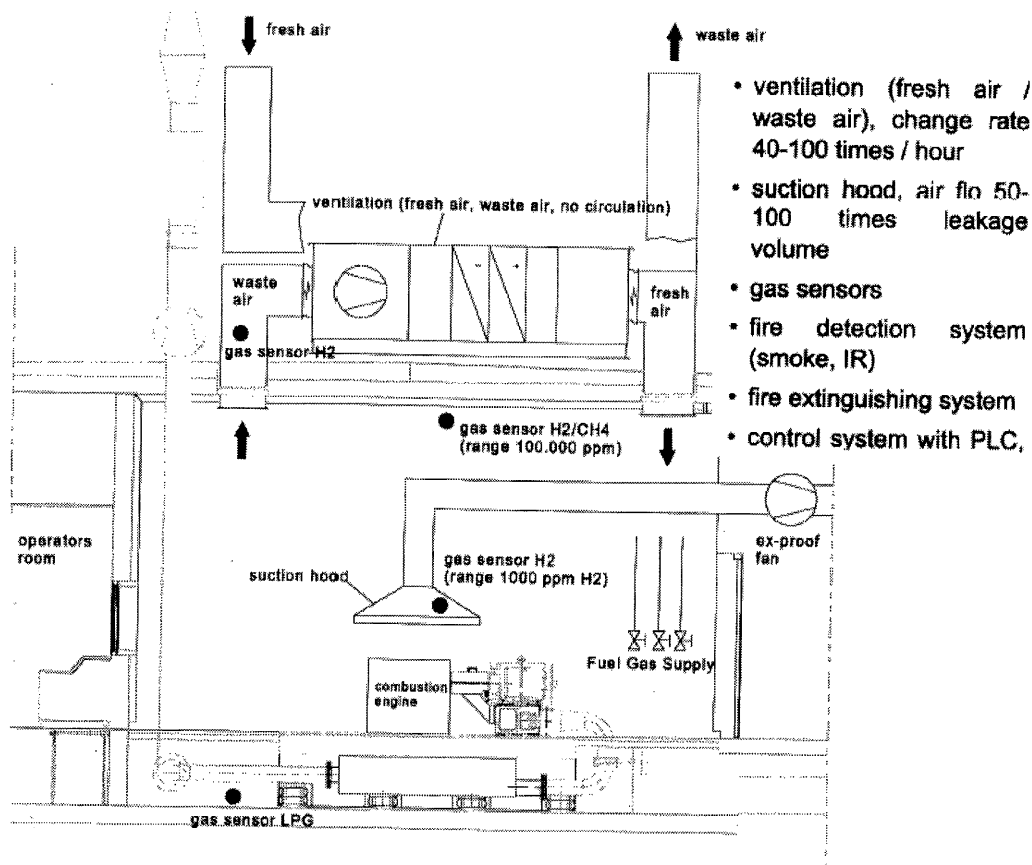 fresh air
waste air
• ventilation (fresh air /
waste air), change rate
40-100 times / hour
• suction hood, air flo 50-
100 times leakage
volume
• gas sensors
• fire detection system
(smoke, IR)
• fire extinguishing system
• control system with PLC,
ventilation (fresh air, waste air, no circulation)
waste
air
fresh
air
gas sensor H2
gas sensor H2/CH4
(range 100.000 ppm)
operators
room
suction hood
gas sensor H2
(range 1000 ppm H2)
ex-proof
fan
Fuel Gas Supply
combustion
engine
gas sensor LPG